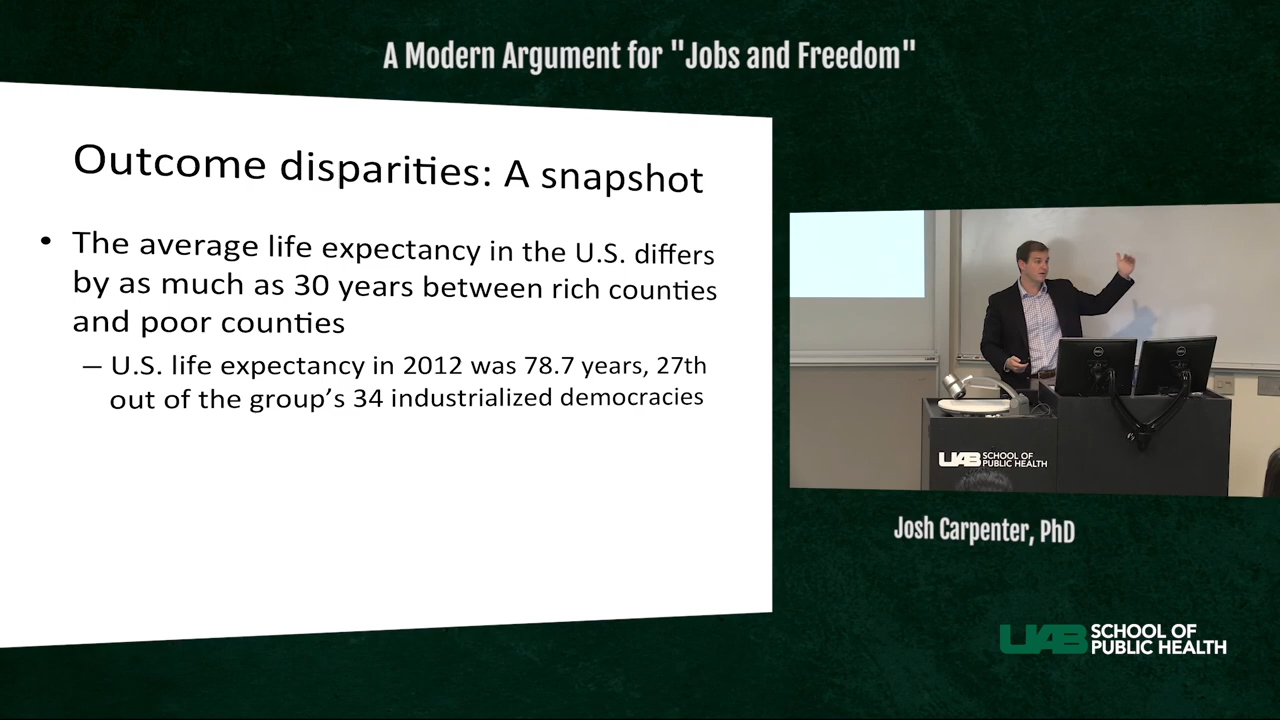 A Modern Argument for "Jobs and Freedom"
Outcome disparities: A snapshot
• The average life expectancy in the U.S. differs
by as much as 30 years between rich counties
and poor counties
– U.S. life expectancy in 2012 was 78.7 years, 27th
out of the group's 34 industrialized democracies
DELL
DELL
UAB SCHOOL OF
PUBLIC HEALTH
Josh Carpenter, PhD
UAB SCHOOL OF
PUBLIC HEALTH